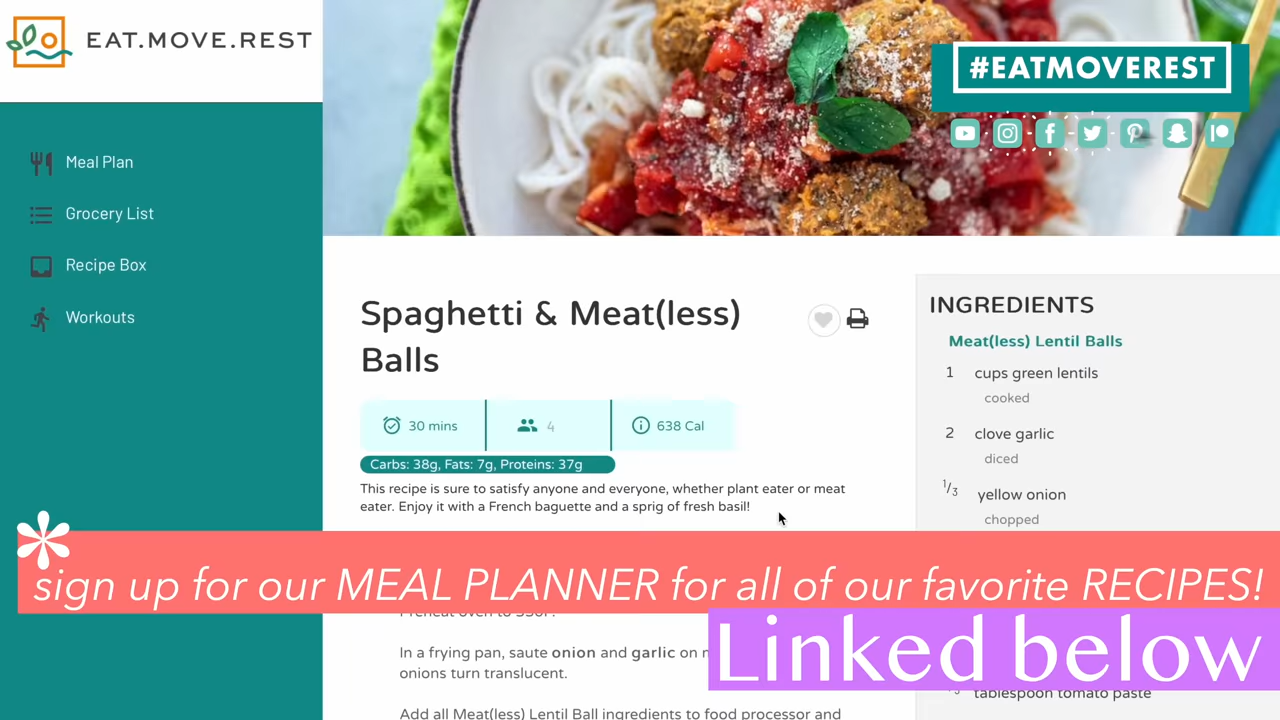 EAT.MOVE.REST
#EATMOVEREST
Meal Plan
Grocery List
Recipe Box
Workouts
Spaghetti & Meat(less)
Balls
30 mins
4
638 Cal
Carbs: 38g, Fats: 7g, Proteins: 37g
This recipe is sure to satisfy anyone and everyone, whether plant eater or meat
eater. Enjoy it with a French baguette and a sprig of fresh basil!
INGREDIENTS
Meat(less) Lentil Balls
1 cups green lentils
cooked
2 clove garlic
diced
1/3 yellow onion
chopped
*sign up for our MEAL PLANNER for all of our favorite RECIPES!
Linked below
In a frying pan, saute onion and garlic on
onions turn translucent.
Add all Meat(less) Lentil Ball ingredients to food processor and
tablespoon tomato paste